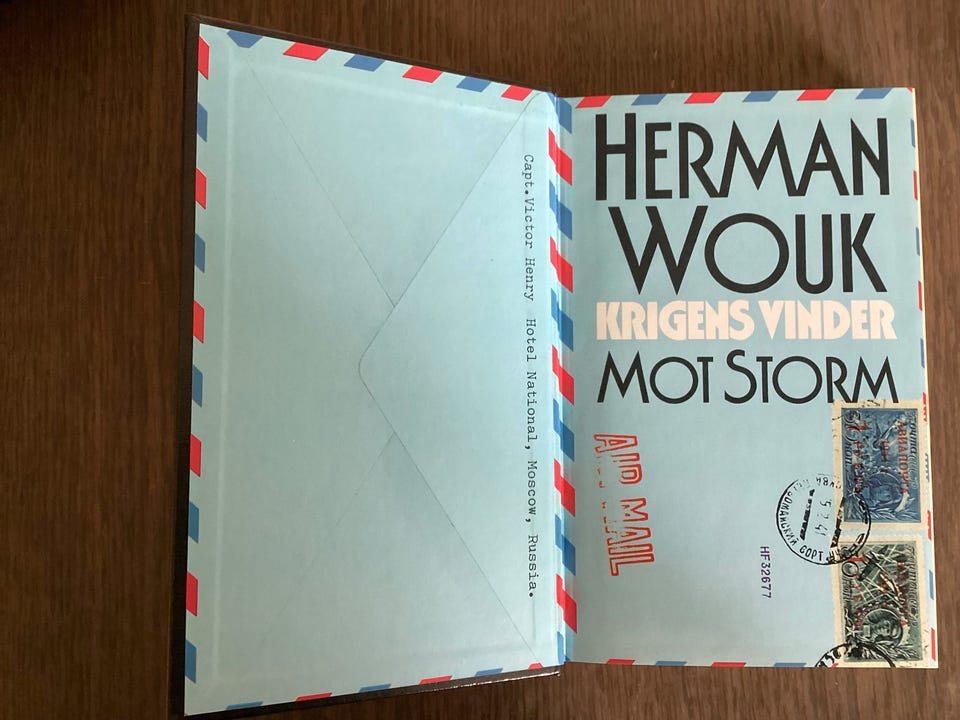 Capt.Victor Henry Hotel National, Moscow, Russia.
HERMAN
WOUK
KRIGENS VINDER
MOT STORM
AIR MAIL
HF32677